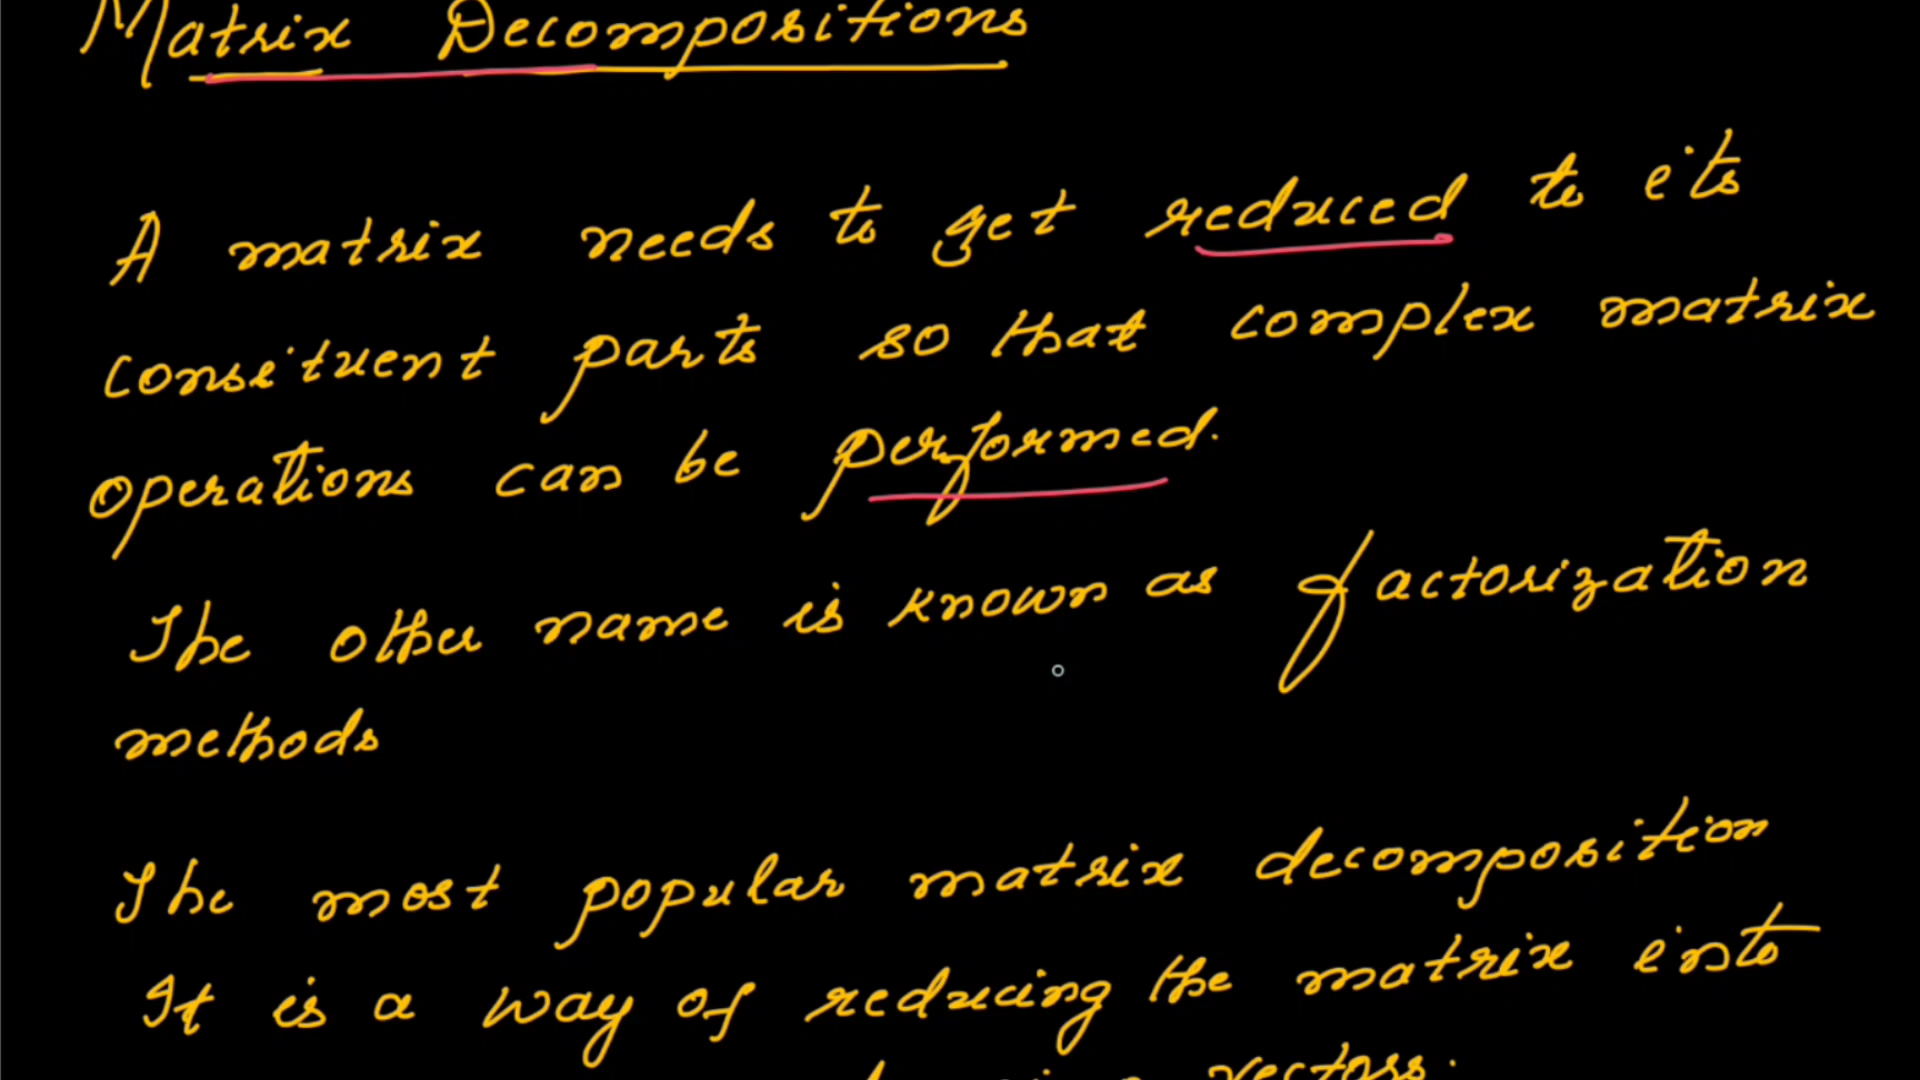 Matrix Decompositions
A matrix needs to get reduced to its
consituent parts so that complex matrix
operations can be performed.
The other name is known as factorization
methods
The most popular matrix decomposition
It is a way of reducing the matrix into
vectors.